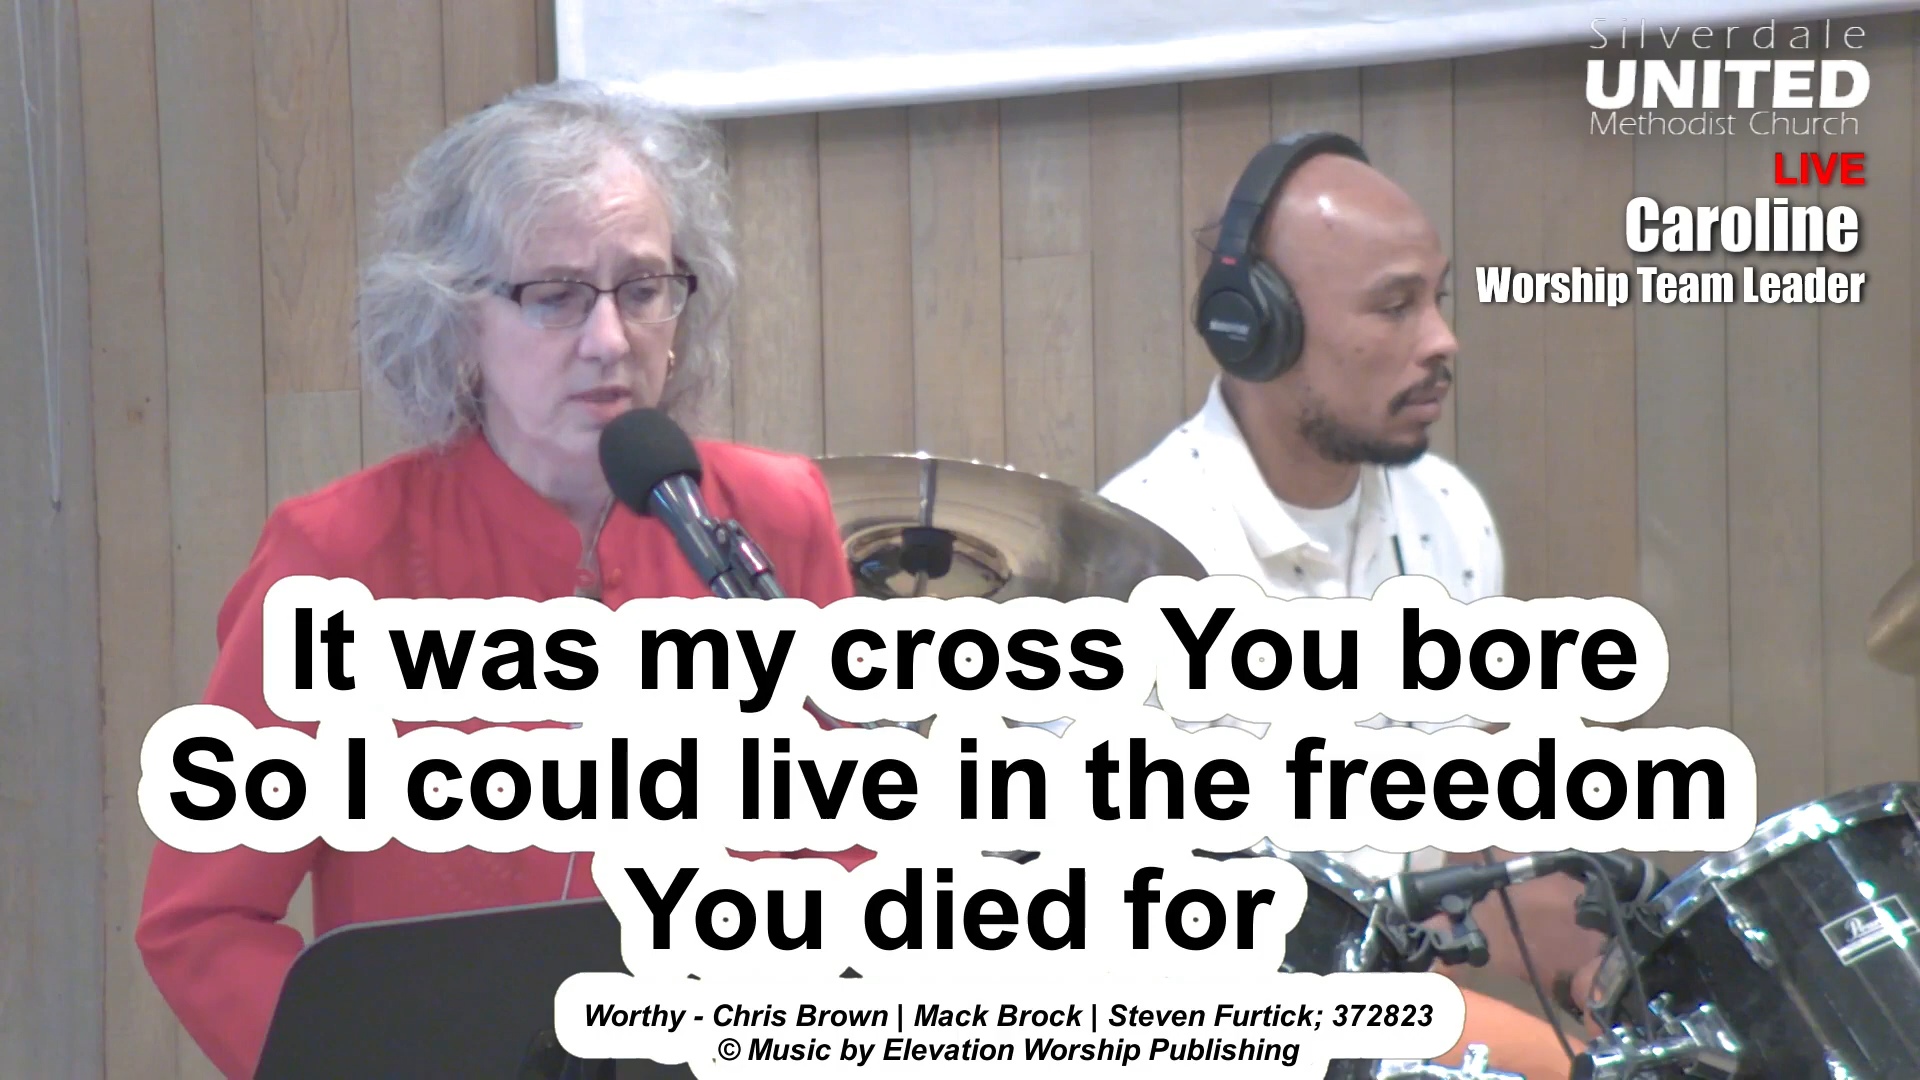 Silverdale
UNITED
Methodist Church
LIVE
Caroline
Worship Team Leader
It was my cross You bore
So I could live in the freedom
You died for
Worthy - Chris Brown | Mack Brock | Steven Furtick; 372823
© Music by Elevation Worship Publishing
Pearl